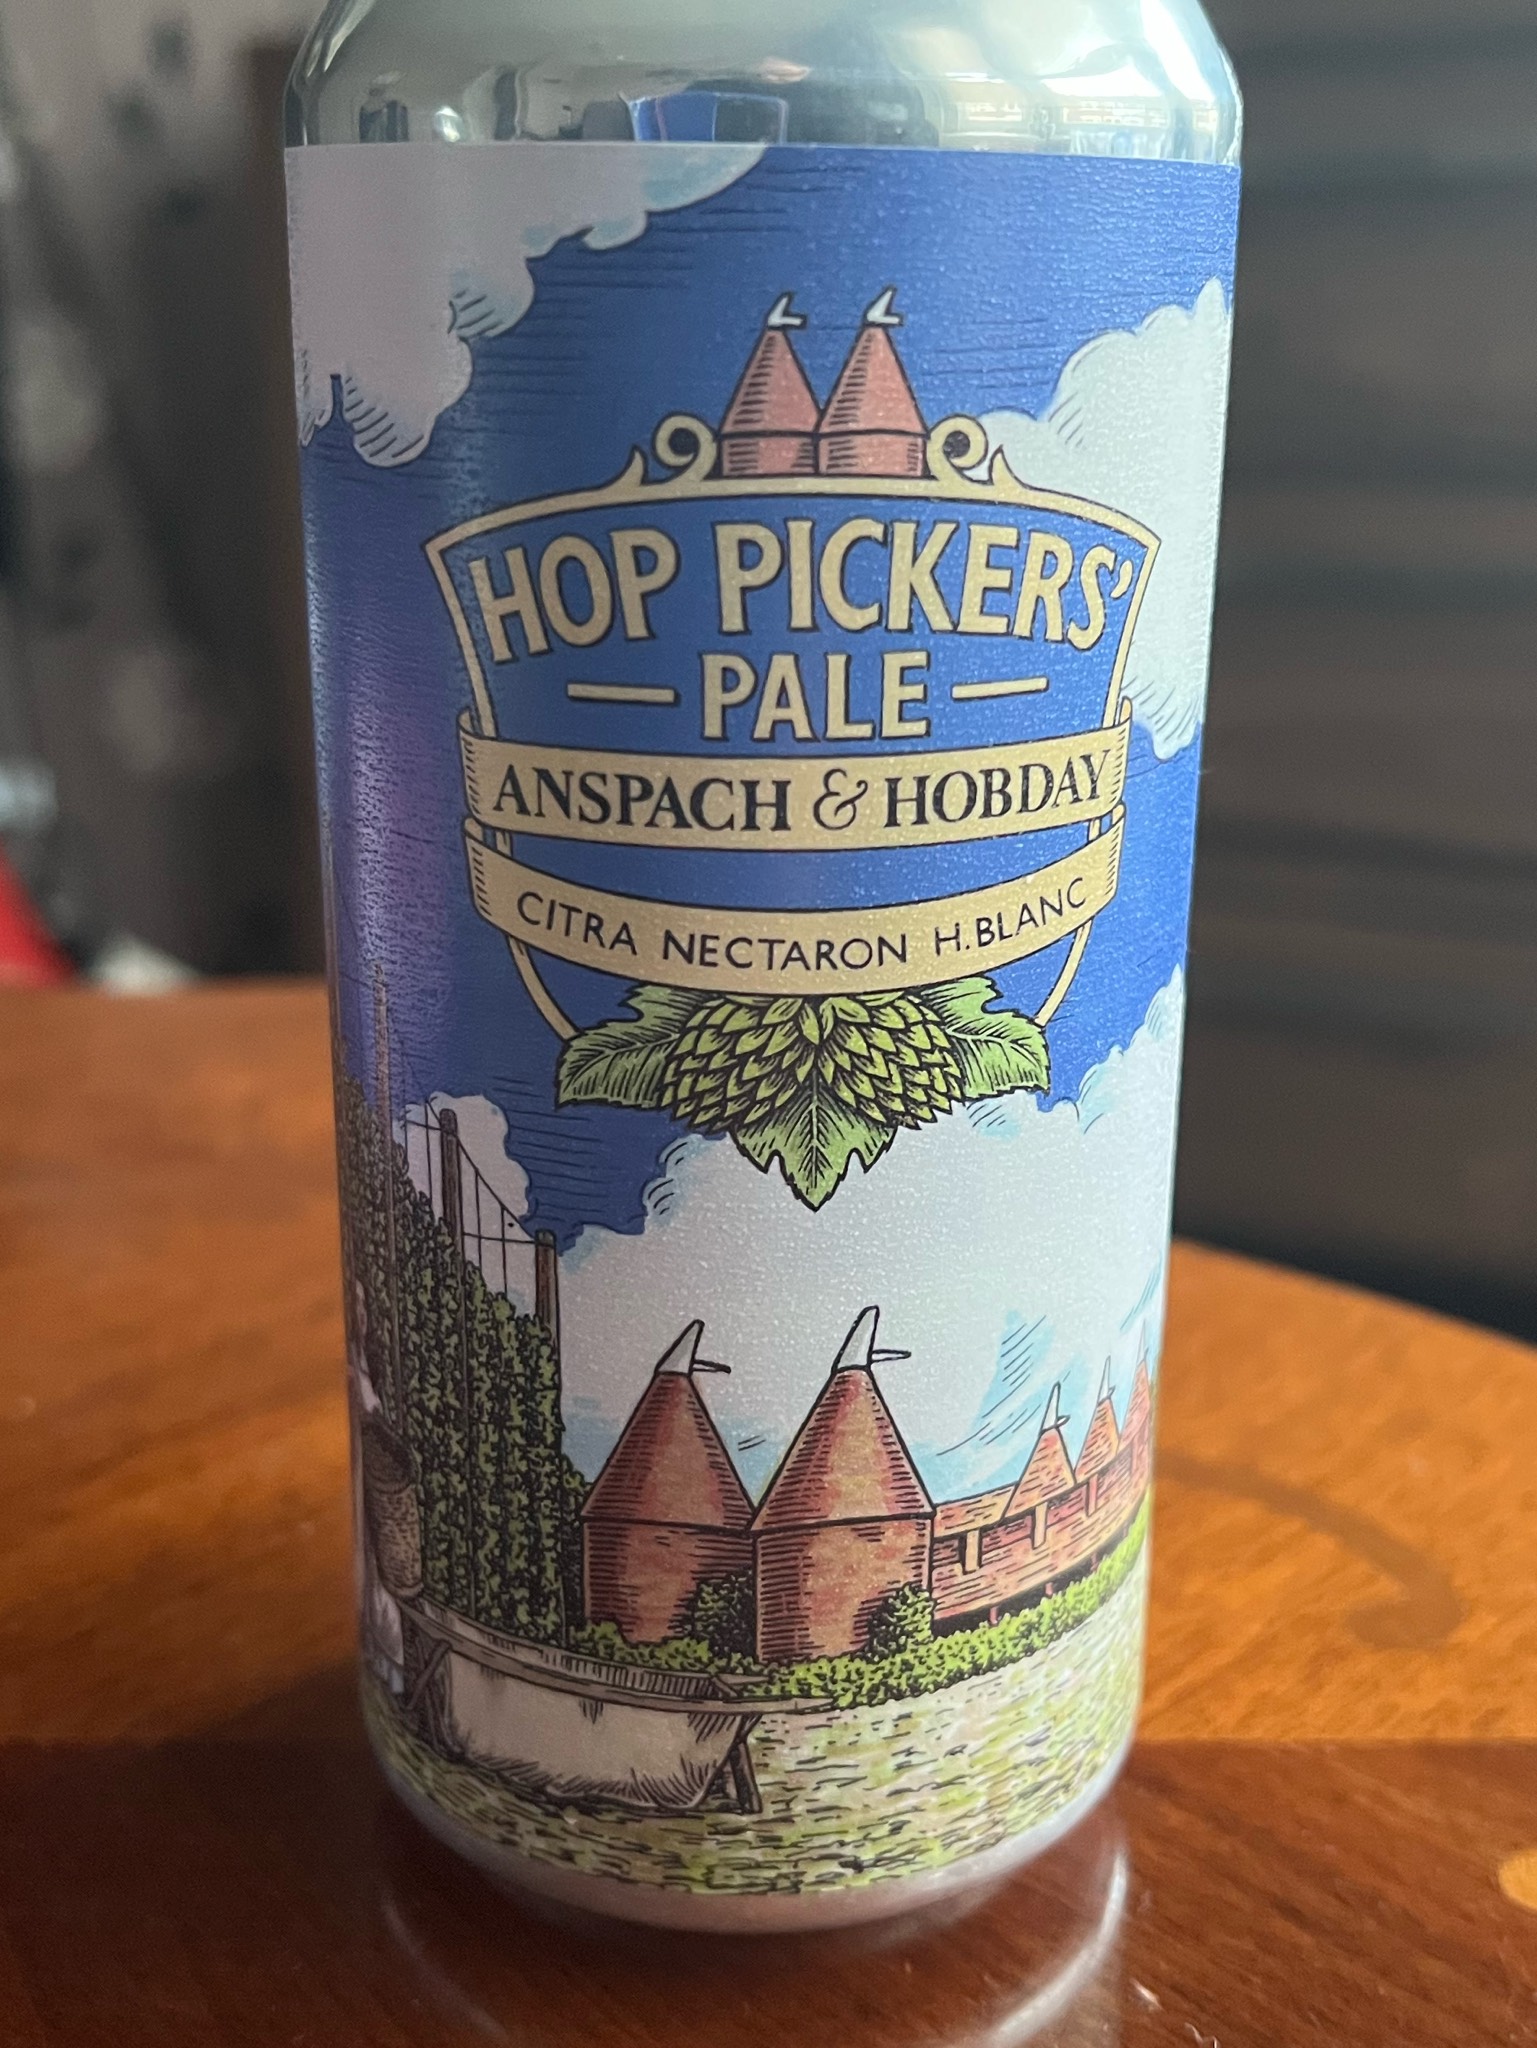 HOP PICKERS'
PALE
ANSPACH & HOBDAY
CITRA NECTARON H.BLANC